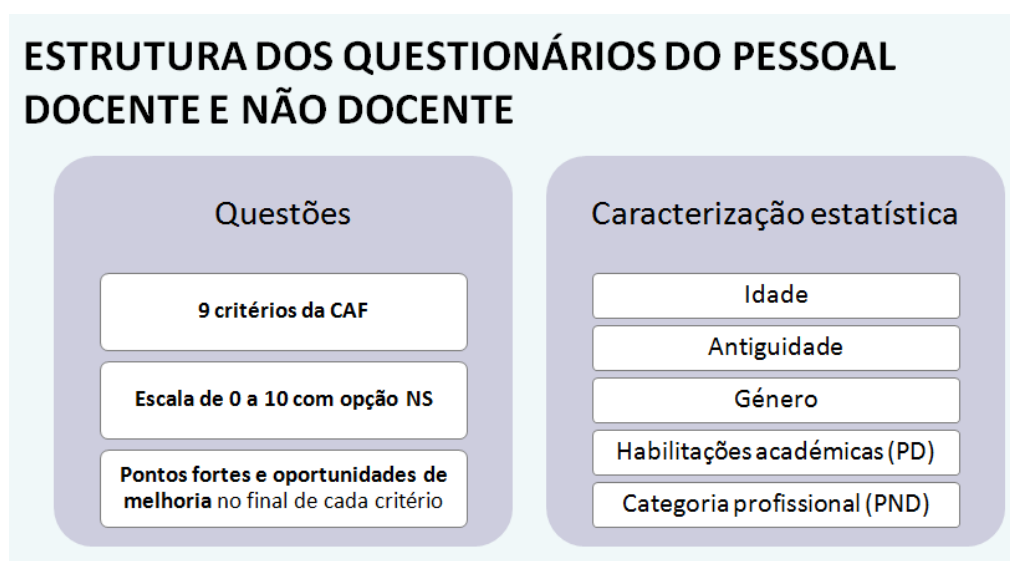 ESTRUTURA DOS QUESTIONÁRIOS DO PESSOAL
DOCENTE E NÃO DOCENTE
Questões
9 critérios da CAF
Escala de 0 a 10 com opção NS
Pontos fortes e oportunidades de
melhoria no final de cada critério
Caracterização estatística
Idade
Antiguidade
Género
Habilitações académicas (PD)
Categoria profissional (PND)